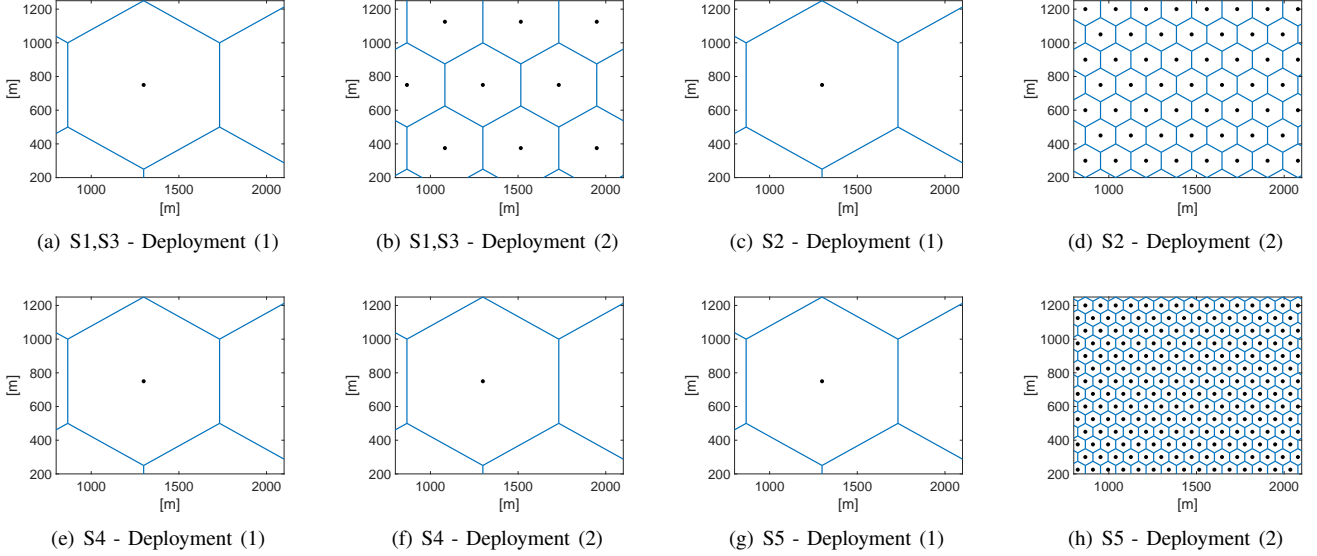 1200
1000
800
600
400
200
[m]
1000 1500 2000
[m]
(a) S1,S3 - Deployment (1)
1200
1000
800
600
400
200
[m]
1000 1500 2000
[m]
(b) S1,S3 - Deployment (2)
1200
1000
800
600
400
200
[m]
1000 1500 2000
[m]
(c) S2 - Deployment (1)
1200
1000
800
600
400
200
[m]
1000 1500 2000
[m]
(d) S2 - Deployment (2)
1200
1000
800
600
400
200
[m]
1000 1500 2000
[m]
(e) S4 - Deployment (1)
1200
1000
800
600
400
200
[m]
1000 1500 2000
[m]
(f) S4 - Deployment (2)
1200
1000
800
600
400
200
[m]
1000 1500 2000
[m]
(g) S5 - Deployment (1)
1200
1000
800
600
400
200
[m]
1000 1500 2000
[m]
(h) S5 - Deployment (2)